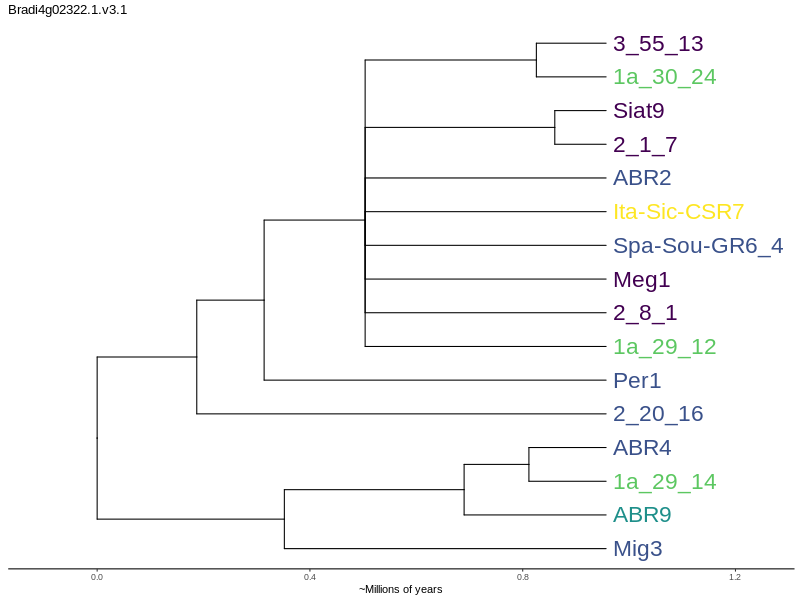 Bradi4g02322.1.v3.1
3_55_13
1a_30_24
Siat9
2_1_7
ABR2
Ita-Sic-CSR7
Spa-Sou-GR6_4
Meg1
2_8_1
1a_29_12
Per1
2_20_16
ABR4
1a_29_14
ABR9
Mig3
0.0 0.4 0.8 1.2
~Millions of years